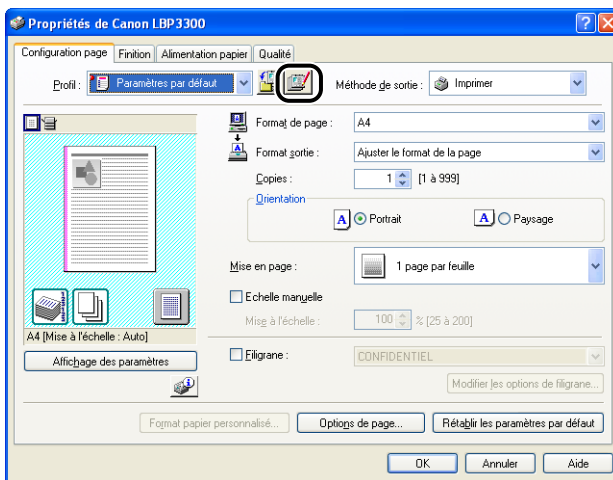 Propriétés de Canon LBP3300
Configuration page Finition Alimentation papier Qualité
Profil : Paramètres par défaut Méthode de sortie : Imprimer
Format de page : A4
Format sortie : Ajuster le format de la page
Copies : 1 [1 à 999]
Orientation
A Portrait A Paysage
Mise en page : 1 page par feuille
Echelle manuelle
Mise à l'échelle : 100 % [25 à 200]
A4 [Mise à l'échelle : Auto]
Affichage des paramètres
Filigrane : CONFIDENTIEL
Modifier les options de filigrane...
Format papier personnalisé... Options de page... Rétablir les paramètres par défaut
OK Annuler Aide